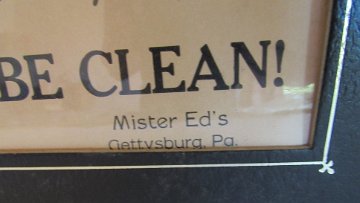 BE CLEAN!
Mister Ed's
Gettysburg, Pa.